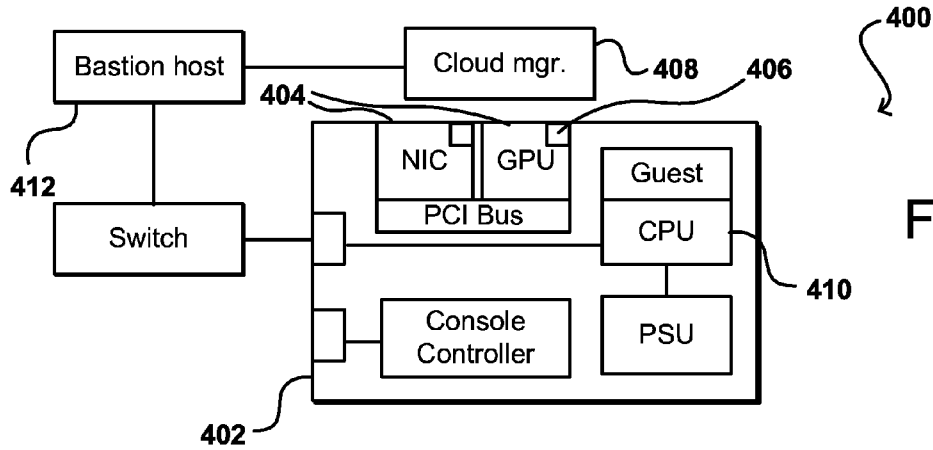 400
Bastion host
Cloud mgr.
408
404
406
412
NIC
GPU
Guest
PCI Bus
CPU
Switch
410
Console
Controller
PSU
402
F